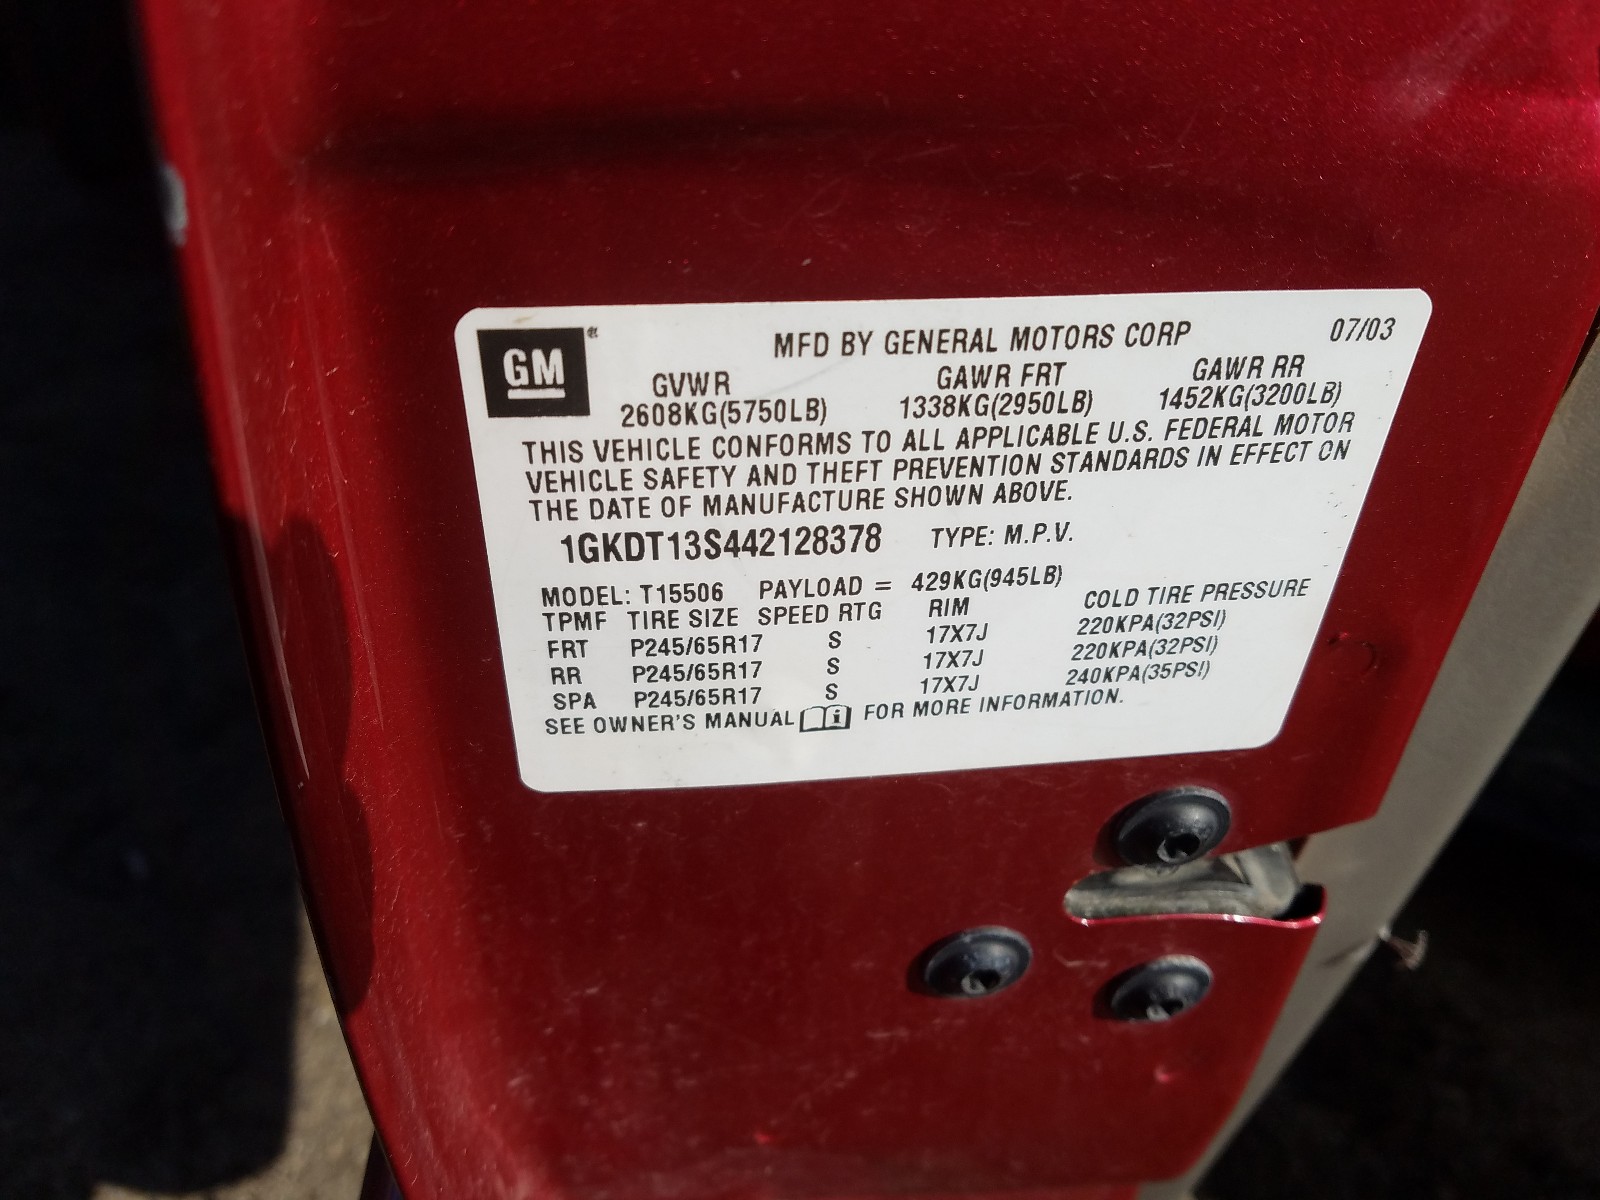 GM® MFD BY GENERAL MOTORS CORP 07/03
GVWR GAWR FRT GAWR RR
2608KG(5750LB) 1338KG(2950LB) 1452KG(3200LB)
THIS VEHICLE CONFORMS TO ALL APPLICABLE U.S. FEDERAL MOTOR
VEHICLE SAFETY AND THEFT PREVENTION STANDARDS IN EFFECT ON
THE DATE OF MANUFACTURE SHOWN ABOVE.
1GKDT13S442128378 TYPE: M.P.V.
MODEL: T15506 PAYLOAD = 429KG(945LB)
TPMF TIRE SIZE SPEED RTG RIM COLD TIRE PRESSURE
FRT P245/65R17 S 17X7J 220KPA(32PSI)
RR P245/65R17 S 17X7J 220KPA(32PSI)
SPA P245/65R17 S 17X7J 240KPA(35PSI)
SEE OWNER'S MANUAL i FOR MORE INFORMATION.